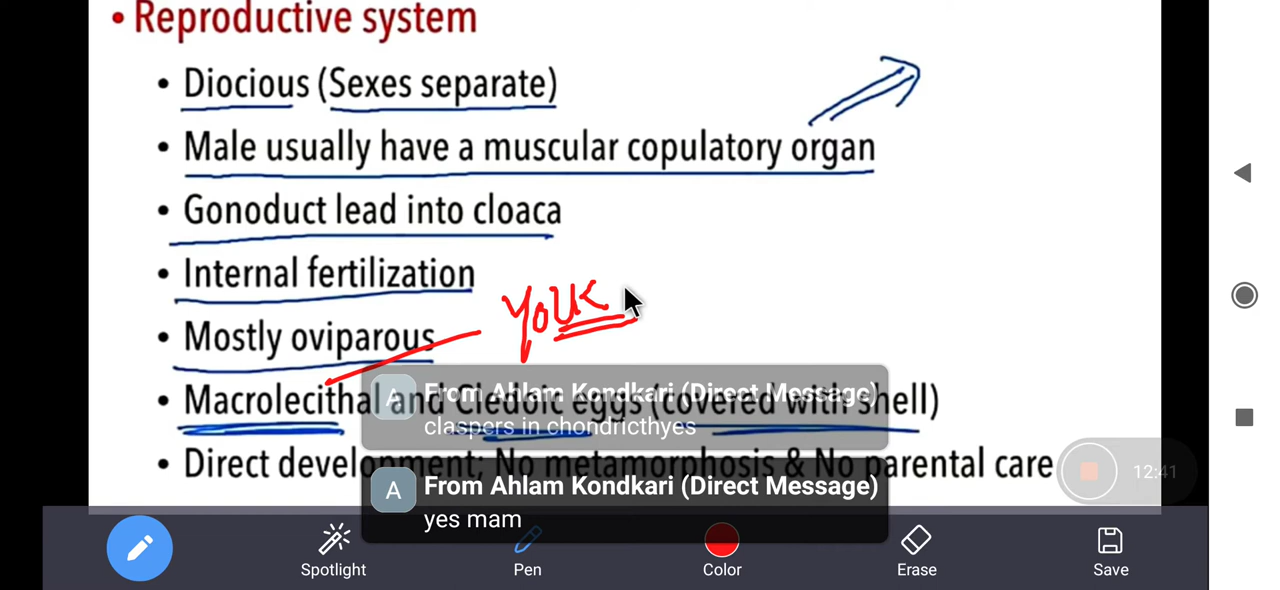 • Reproductive system
• Diocious (Sexes separate)
• Male usually have a muscular copulatory organ
• Gonoduct lead into cloaca
• Internal fertilization
YOUK
• Mostly oviparous
• Macrolecithal and Cledoic eggs (covered with shell)
A From Ahlam Kondkari (Direct Message)
claspers in chondricthyes
• Direct development; No metamorphosis & No parental care
A From Ahlam Kondkari (Direct Message)
yes mam
12:41
Spotlight Pen Color Erase Save